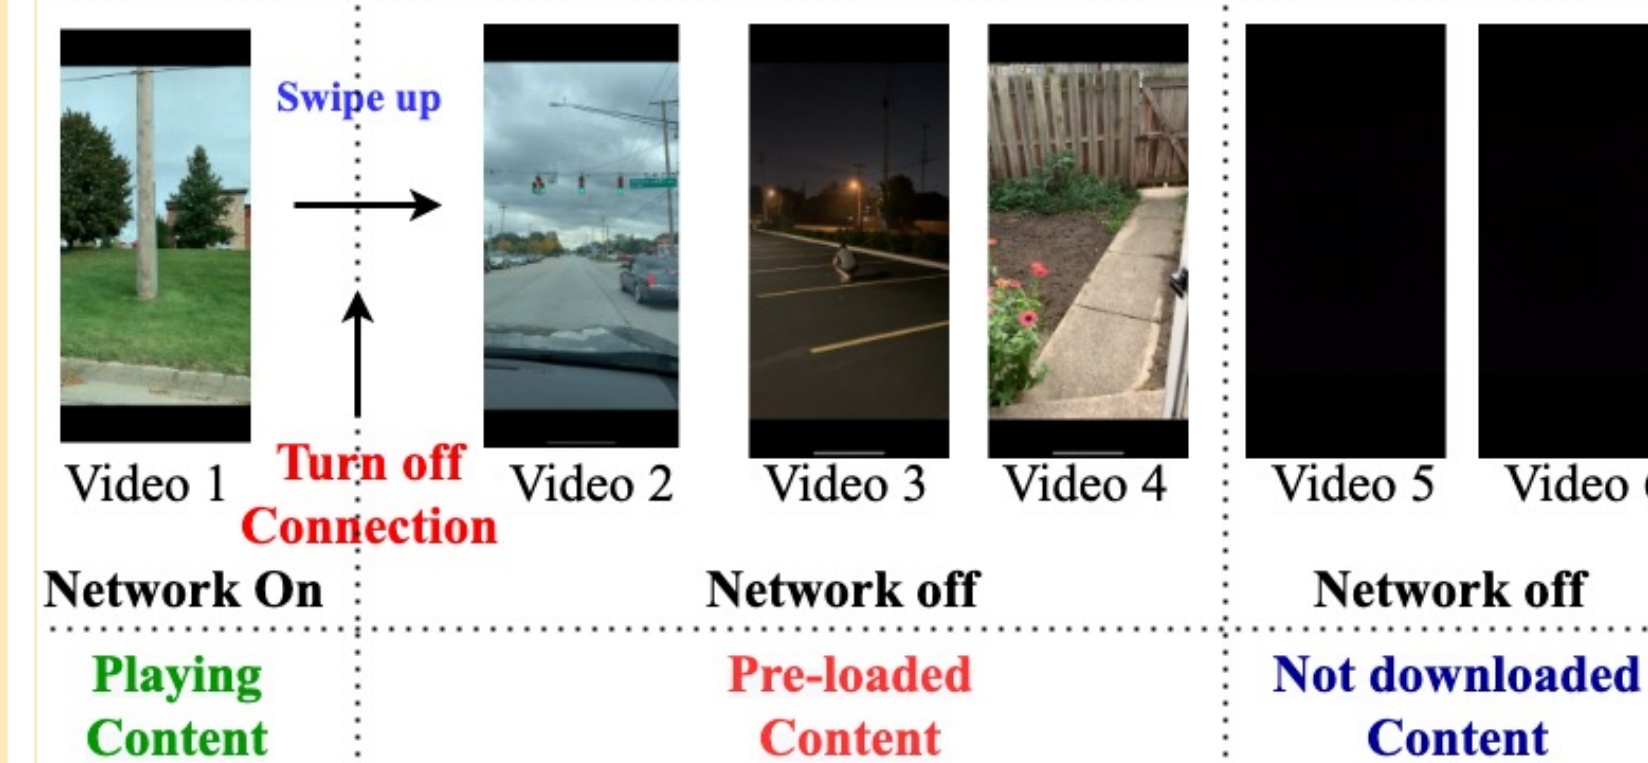 Swipe up
Video 1
Turn off
Connection
Video 2
Video 3
Video 4
Video 5
Video
Network On
Network off
Network off
Playing
Content
Pre-loaded
Content
Not downloaded
Content